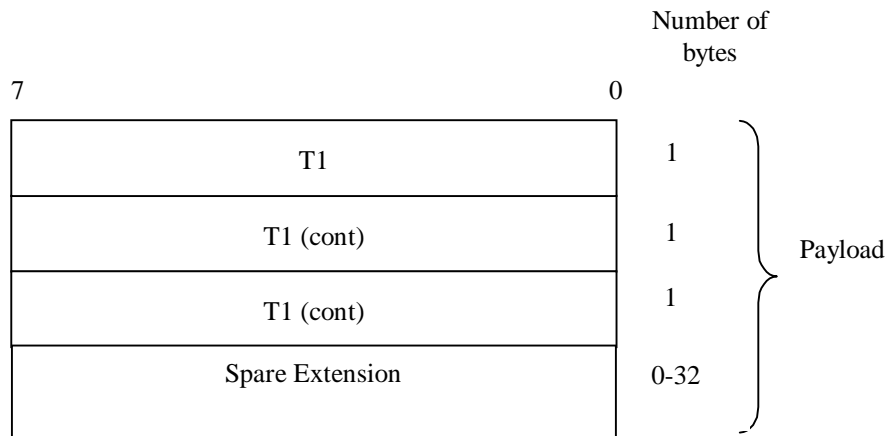 Number of
bytes
7 0
T1 1
T1 (cont) 1
Payload
T1 (cont) 1
Spare Extension 0-32